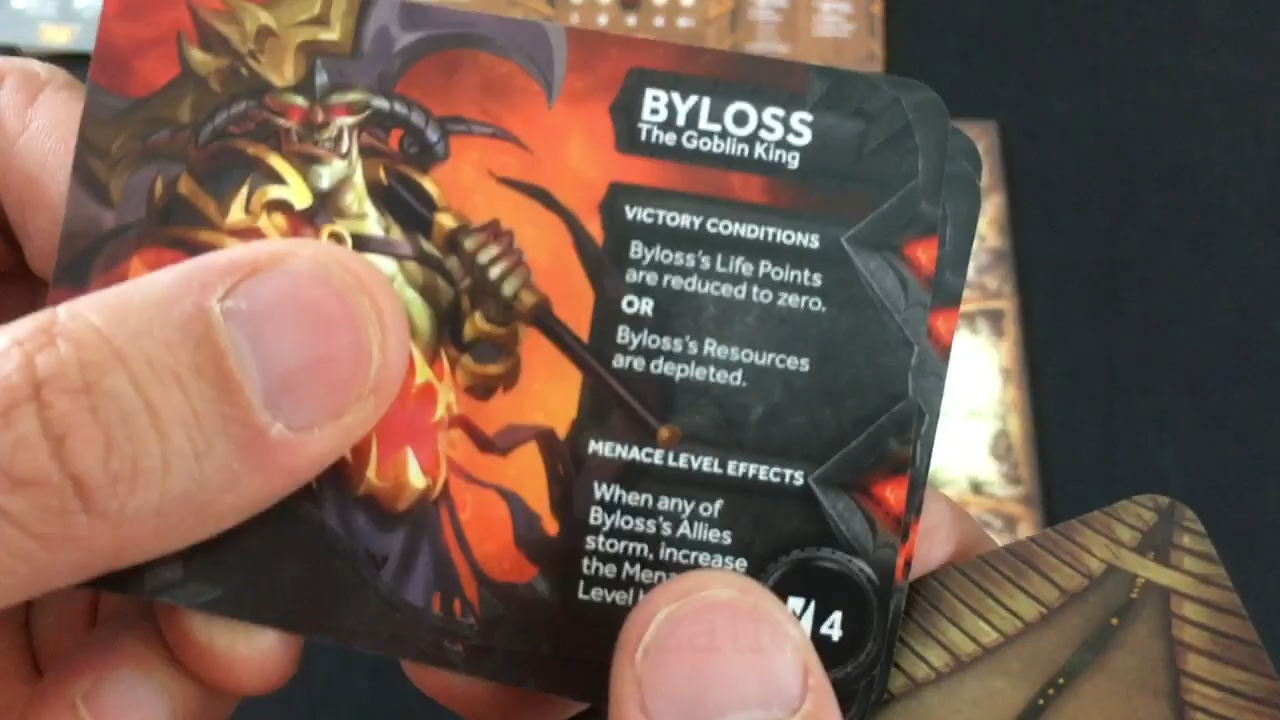 BYLOSS
The Goblin King
VICTORY CONDITIONS
Byloss's Life Points
are reduced to zero.
OR
Byloss's Resources
are depleted.
MENACE LEVEL EFFECTS
When any of
Byloss's Allies
storm, increase
the
Level
4